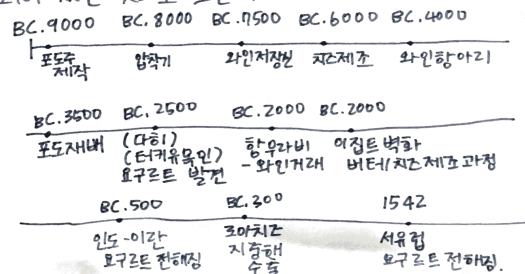 BC.9000 BC.8000 BC.7500 BC.6000 BC.4000
포도주 제작 압착기 와인저장실 치즈제조 와인항아리
BC.3500 BC.2500 BC.2000 BC.2000
포도재배 (다히) 함무라비 이집트벽화
(터키유목인) - 와인거래 버터/치즈제조과정
요구르트 발견
BC.500 BC.300 1542
인도-이란 코아치즈 서유럽
요구르트 전해짐 지중해 요구르트 전해짐.
수출